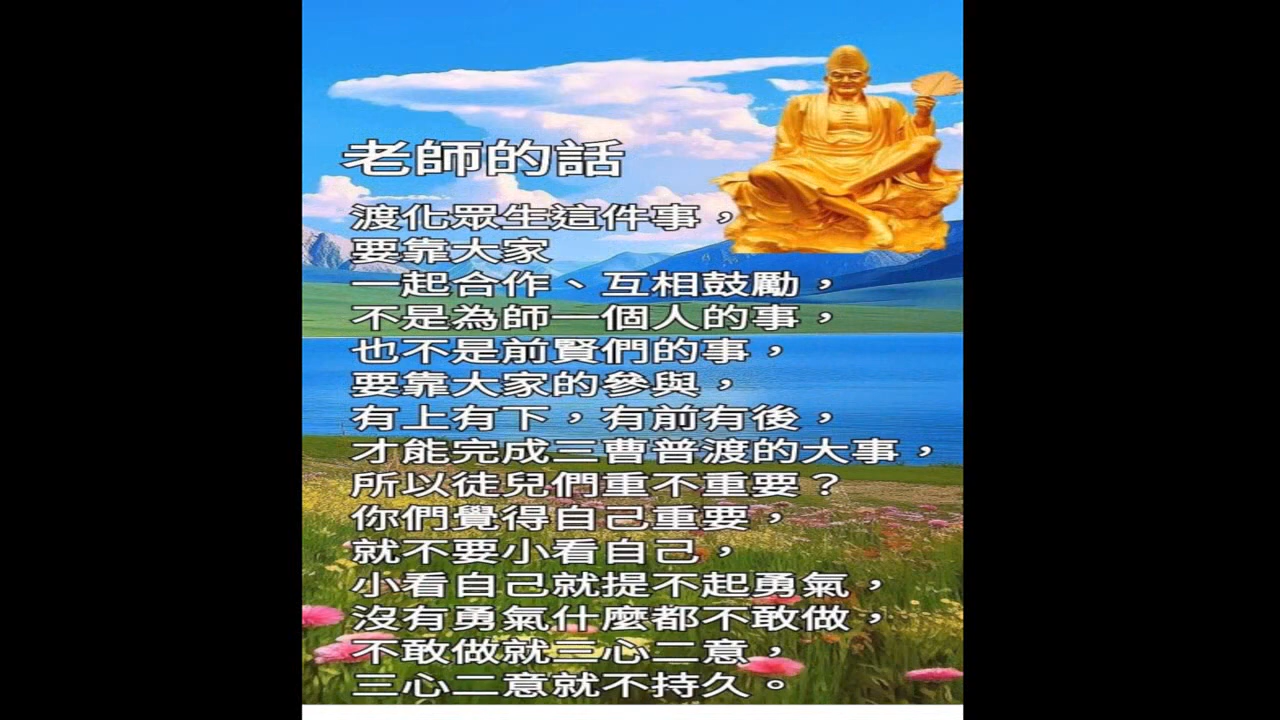 老師的話
渡化眾生這件事，
要靠大家
一起合作、互相鼓勵，
不是為師一個人的事，
也不是前賢們的事，
要靠大家的參與，
有上有下，有前有後，
才能完成三曹普渡的大事，
所以徒兒們重不重要？
你們覺得自己重要，
就不要小看自己，
小看自己就提不起勇氣，
沒有勇氣什麼都不敢做，
不敢做就三心二意，
三心二意就不持久。